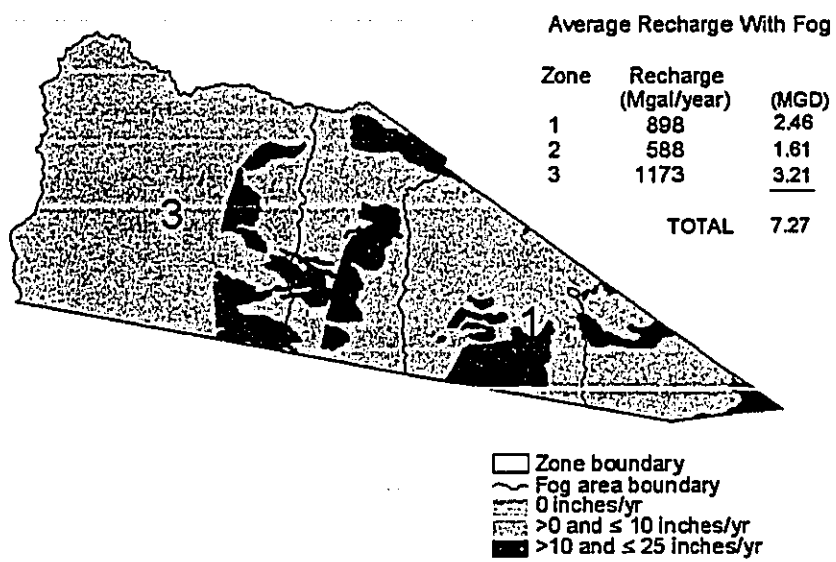 Average Recharge With Fog
Zone Recharge
(Mgal/year) (MGD)
1 898 2.46
2 588 1.61
3 1173 3.21
TOTAL 7.27
3
1
Zone boundary
Fog area boundary
0 inches/yr
>0 and ≤ 10 inches/yr
>10 and ≤ 25 inches/yr